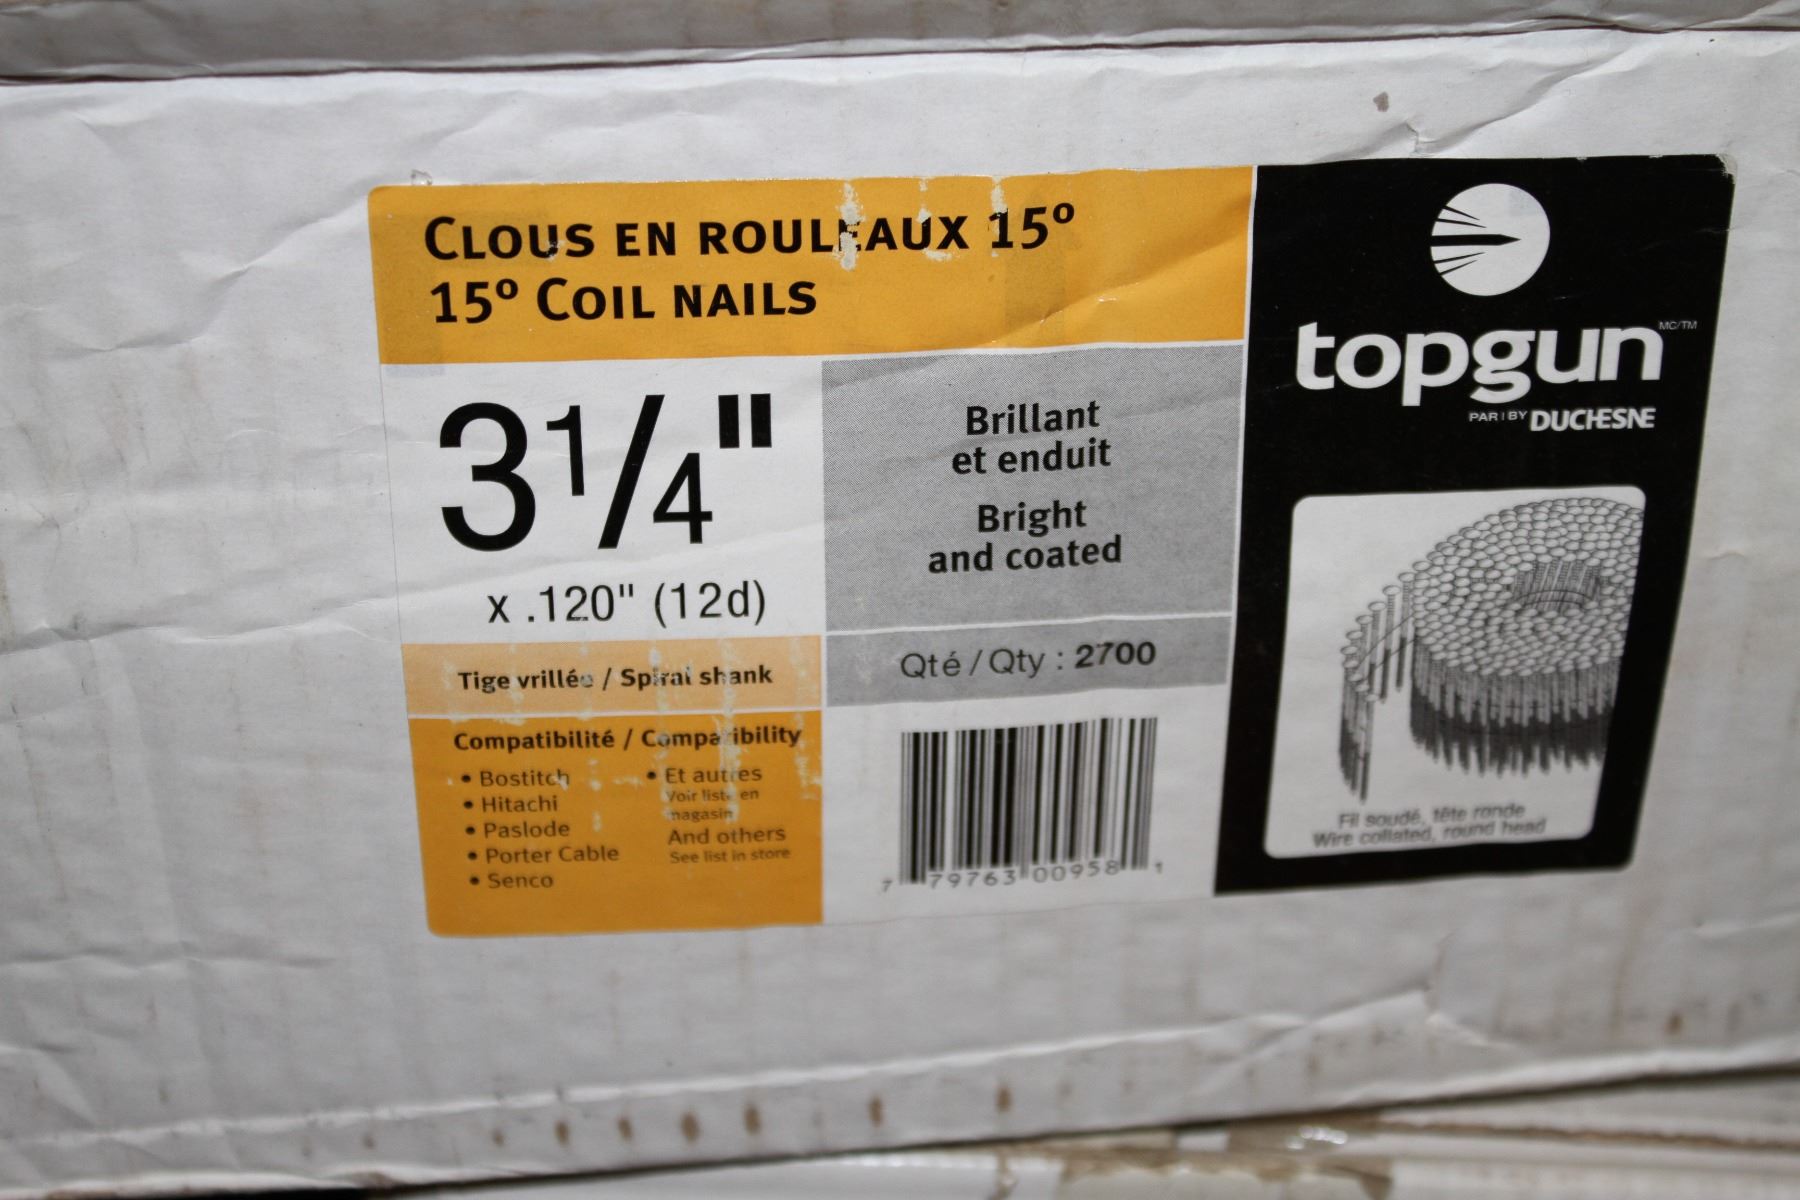 CLOUS EN ROULEAUX 15º
15º COIL NAILS
3 1/4"
x .120" (12d)
Tige vrillée / Spiral shank
Compatibilité / Compatibility
• Bostitch
• Hitachi
• Paslode
• Porter Cable
• Senco
• Et autres
Voir liste en
magasin
And others
See list in store
Brillant
et enduit
Bright
and coated
Qté / Qty : 2700
7 79763 00958 1
topgun MC/TM
PAR | BY DUCHESNE
Fil soudé, tête ronde
Wire collated, round head